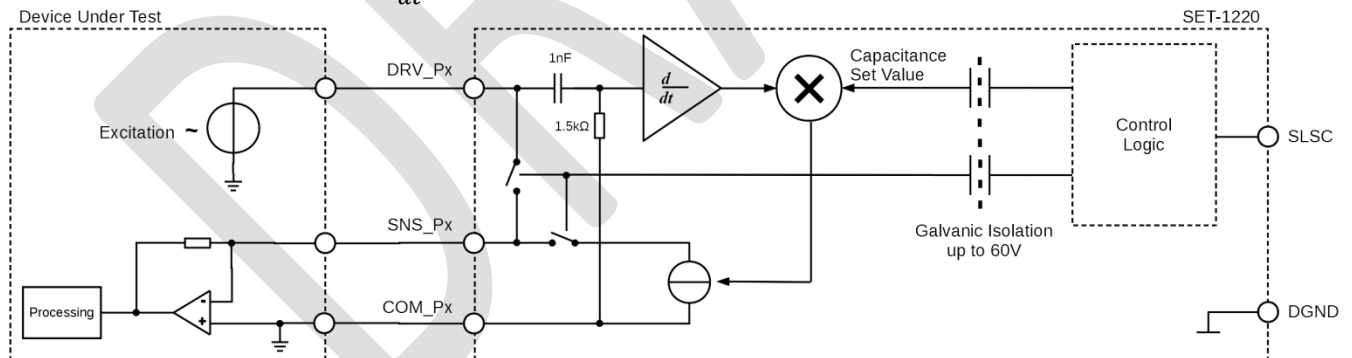 dt
Device Under Test
SET-1220
DRV_Px
1nF
d
dt
Capacitance
Set Value
Excitation ~
1.5kΩ
Control
Logic
SLSC
SNS_Px
Galvanic Isolation
up to 60V
Processing
-
+
COM_Px
DGND